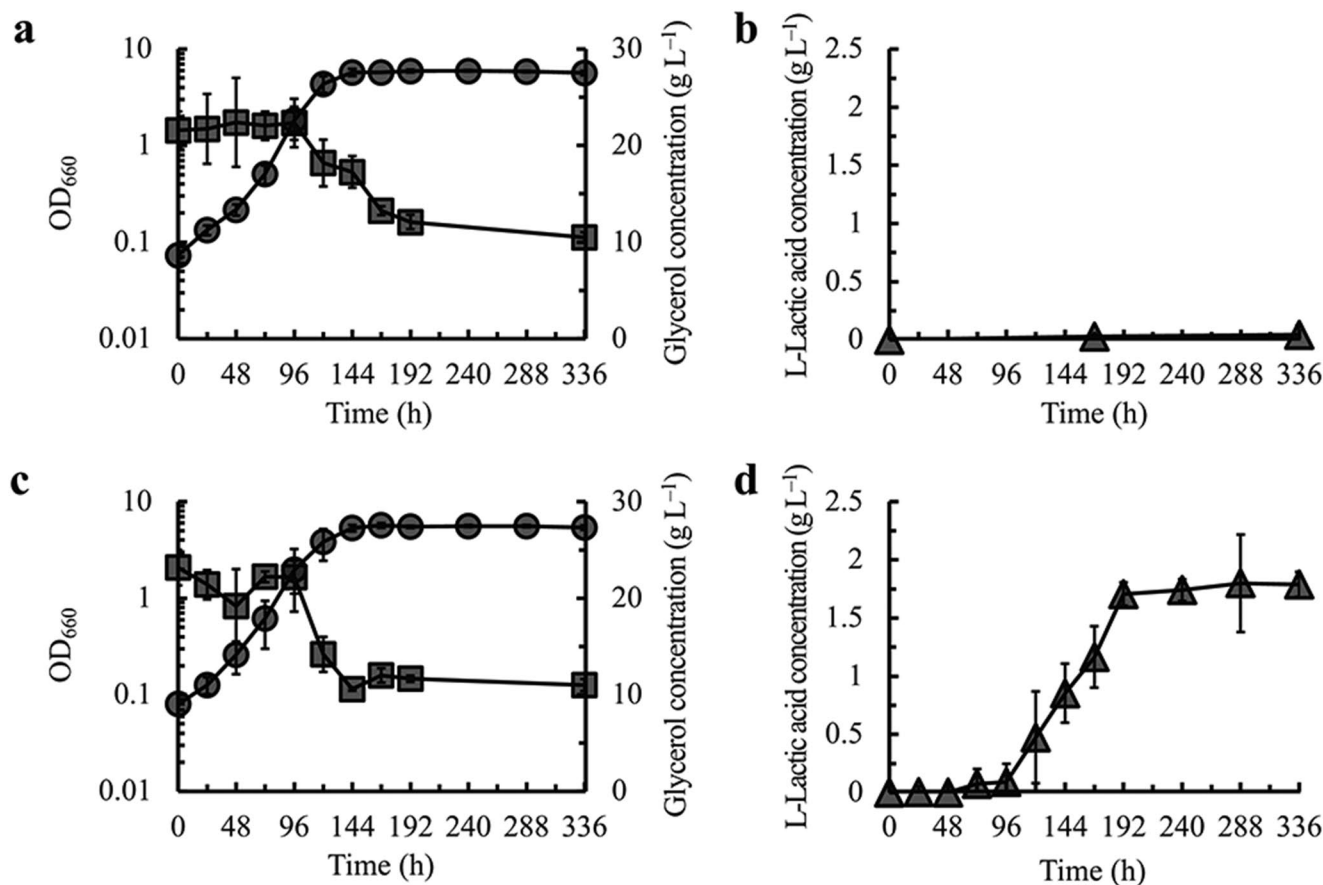 a
10
1
0.1
0.01
OD660
30
20
10
0
Glycerol concentration (g L⁻¹)
0 48 96 144 192 240 288 336
Time (h)
b
2.5
2
1.5
1
0.5
0
L-Lactic acid concentration (g L⁻¹)
0 48 96 144 192 240 288 336
Time (h)
c
10
1
0.1
0.01
OD660
30
20
10
0
Glycerol concentration (g L⁻¹)
0 48 96 144 192 240 288 336
Time (h)
d
2.5
2
1.5
1
0.5
0
L-Lactic acid concentration (g L⁻¹)
0 48 96 144 192 240 288 336
Time (h)